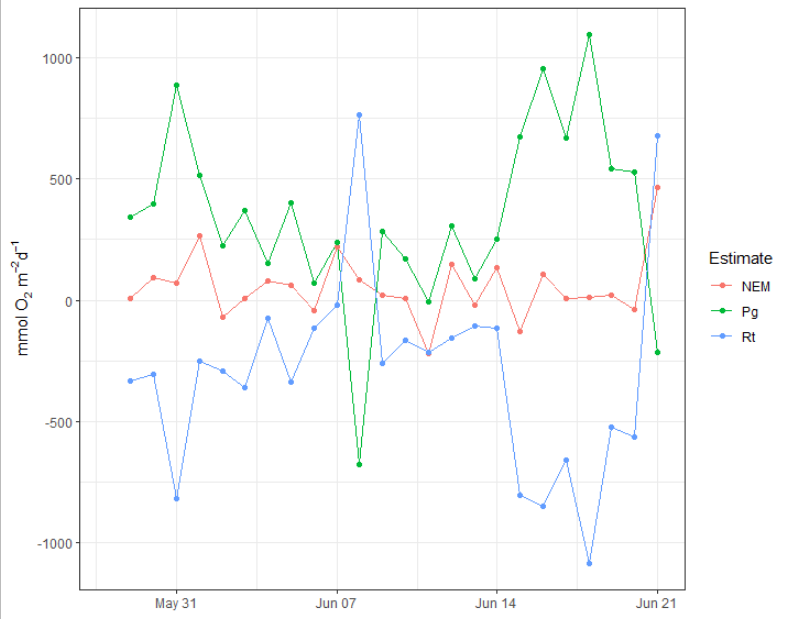 1000
500
0
-500
-1000
mmol O₂ m⁻²d⁻¹
May 31
Jun 07
Jun 14
Jun 21
Estimate
NEM
Pg
Rt